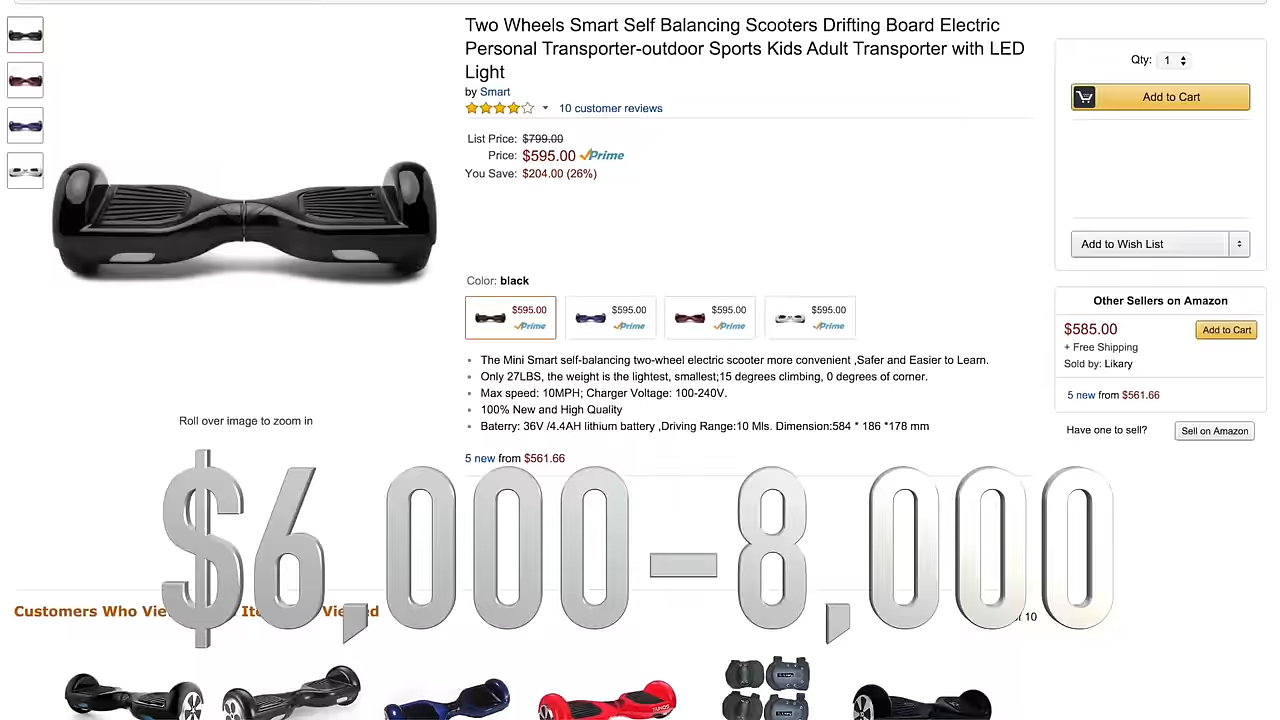 Two Wheels Smart Self Balancing Scooters Drifting Board Electric
Personal Transporter-outdoor Sports Kids Adult Transporter with LED
Light
by Smart
10 customer reviews
List Price: $799.00
Price: $595.00 Prime
You Save: $204.00 (26%)
Color: black
$595.00
Prime
$595.00
Prime
$595.00
Prime
$595.00
Prime
• The Mini Smart self-balancing two-wheel electric scooter more convenient ,Safer and Easier to Learn.
• Only 27LBS, the weight is the lightest, smallest;15 degrees climbing, 0 degrees of corner.
• Max speed: 10MPH; Charger Voltage: 100-240V.
• 100% New and High Quality
• Baterry: 36V /4.4AH lithium battery ,Driving Range:10 Mls. Dimension:584 * 186 *178 mm
5 new from $561.66
Roll over image to zoom in
Qty: 1
Add to Cart
Add to Wish List
Other Sellers on Amazon
$585.00
Add to Cart
+ Free Shipping
Sold by: Likary
5 new from $561.66
Have one to sell?
Sell on Amazon
$6,000-8,000
Customers Who
10